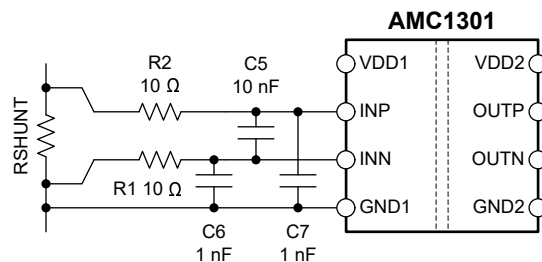 AMC1301
R2
10 Ω
C5
10 nF
VDD1
VDD2
INP
OUTP
RSHUNT
INN
OUTN
R1 10 Ω
GND1
GND2
C6
1 nF
C7
1 nF